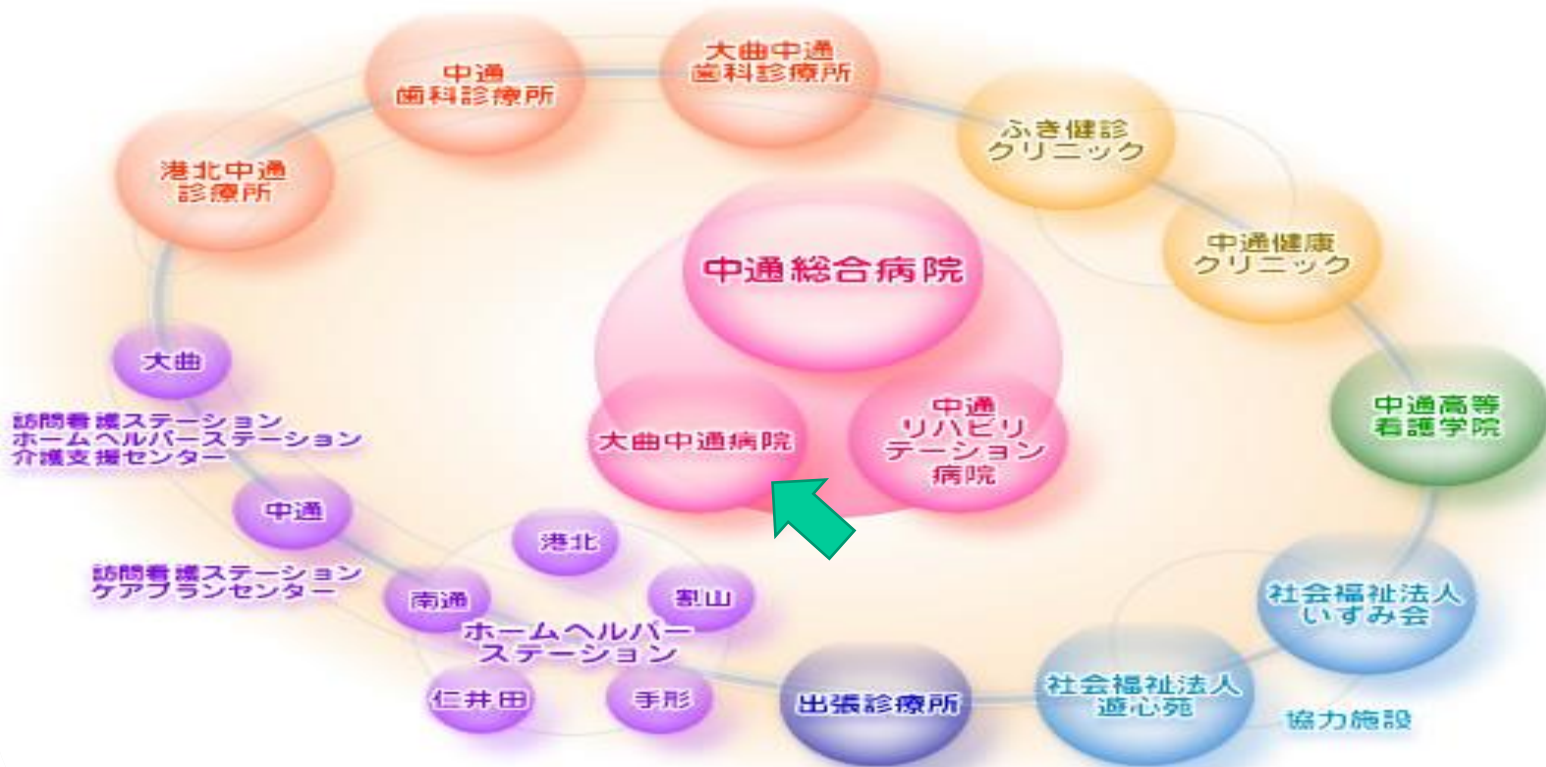 大曲中通
歯科診療所
中通
歯科診療所
ふき健診
クリニック
港北中通
診療所
中通健康
クリニック
中通総合病院
大曲
中通高等
看護学院
大曲中通病院
中通
リハビリ
テーション
病院
訪問看護ステーション
ホームヘルパーステーション
介護支援センター
中通
訪問看護ステーション
ケアプランセンター
港北
南通
割山
ホームヘルパー
ステーション
仁井田
手形
出張診療所
社会福祉法人
いずみ会
社会福祉法人
遊心苑
協力施設